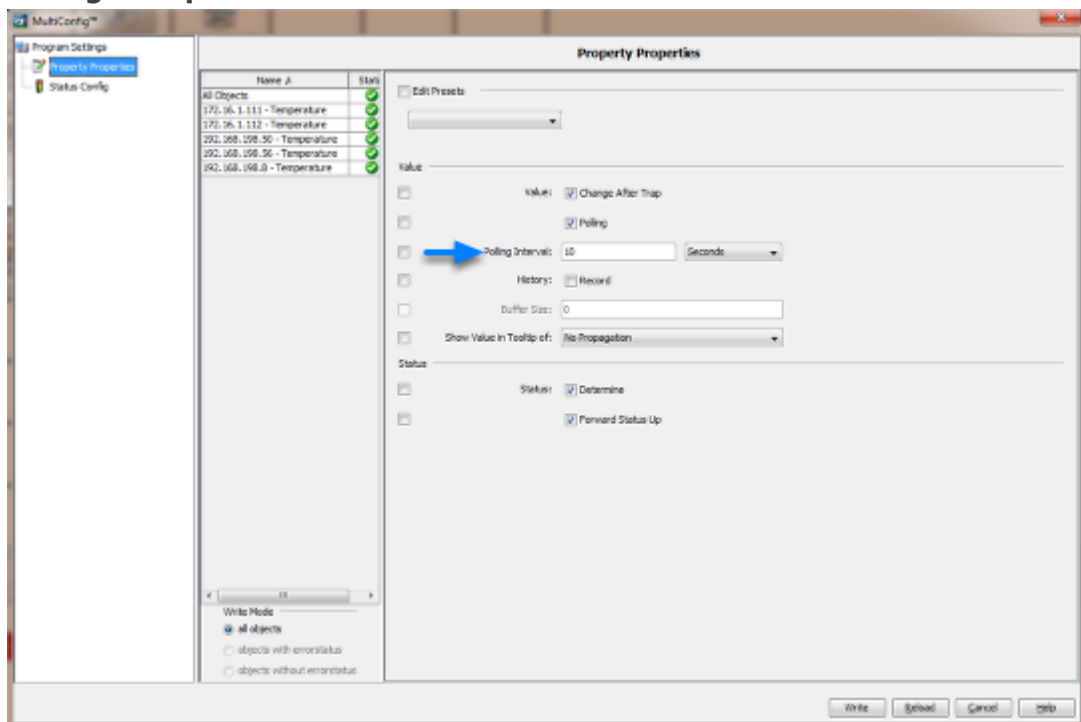 MultiConfig™
Program Settings
Property Properties
Status Config
Property Properties
Name Stat
All Objects
172.16.1.111 - Temperature
172.16.1.112 - Temperature
192.168.198.50 - Temperature
192.168.198.56 - Temperature
192.168.198.8 - Temperature
Write Mode
all objects
objects with errorstatus
objects without errorstatus
Edit Presets
Value
Value: Change After Trap
Polling
Polling Interval: 10 Seconds
History: Record
Buffer Size: 0
Show Value in Tooltip of: No Propagation
Status
Status: Determine
Forward Status Up
Write Reload Cancel Help